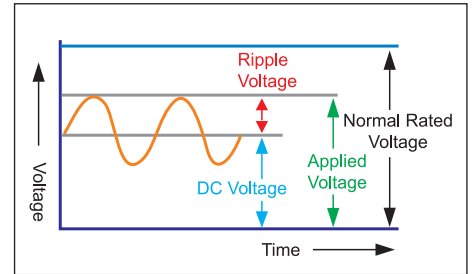 Ripple
Voltage
Normal Rated
Voltage
Applied
Voltage
DC Voltage
Voltage
Time